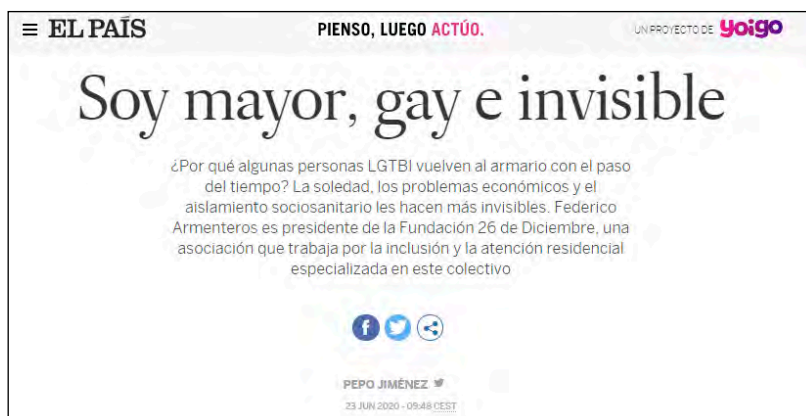 ≡ EL PAÍS PIENSO, LUEGO ACTÚO. UN PROYECTO DE yoigo
Soy mayor, gay e invisible
¿Por qué algunas personas LGTBI vuelven al armario con el paso
del tiempo? La soledad, los problemas económicos y el
aislamiento sociosanitario les hacen más invisibles. Federico
Armenteros es presidente de la Fundación 26 de Diciembre, una
asociación que trabaja por la inclusión y la atención residencial
especializada en este colectivo
PEPO JIMÉNEZ
23 JUN 2020 - 09:48 CEST